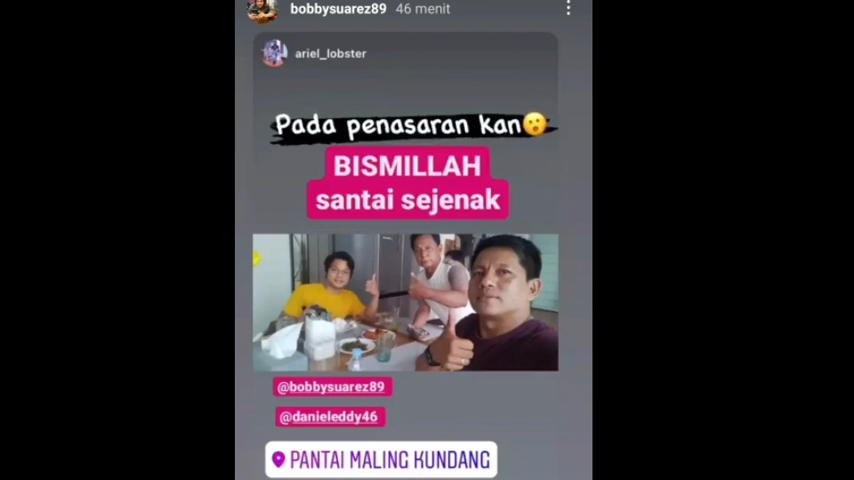 bobbysuarez89 46 menit
ariel_lobster
Pada penasaran kan😮
BISMILLAH
santai sejenak
@bobbysuarez89
@danieleddy46
PANTAI MALING KUNDANG